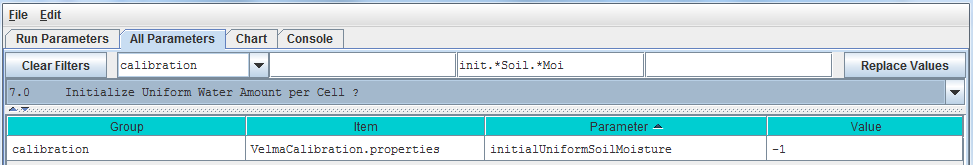 File Edit
Run Parameters All Parameters Chart Console
Clear Filters calibration init.*Soil.*Moi Replace Values
7.0 Initialize Uniform Water Amount per Cell ?
Group Item Parameter Value
calibration VelmaCalibration.properties initialUniformSoilMoisture -1